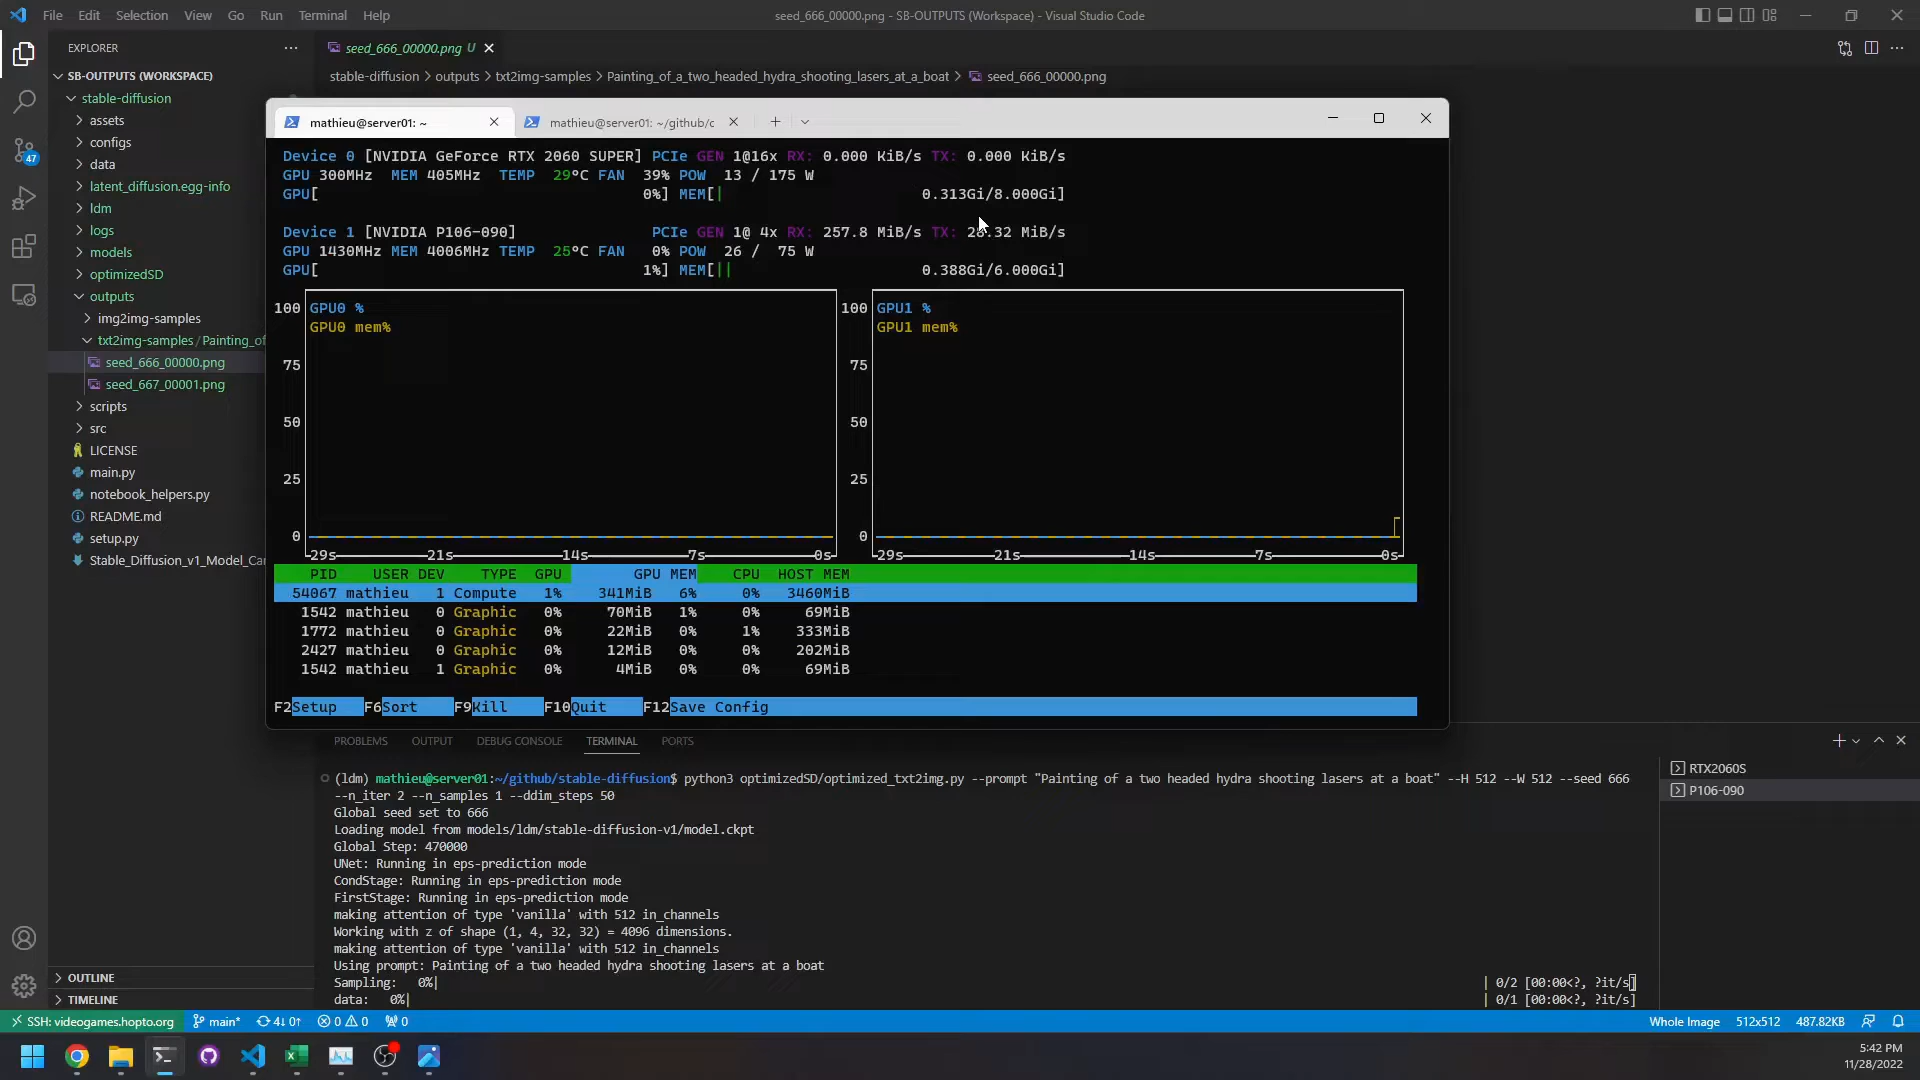 File Edit Selection View Go Run Terminal Help
seed_666_00000.png - SB-OUTPUTS (Workspace) - Visual Studio Code
EXPLORER
seed_666_00000.png U
SB-OUTPUTS (WORKSPACE)
stable-diffusion > outputs > txt2img-samples > Painting_of_a_two_headed_hydra_shooting_lasers_at_a_boat > seed_666_00000.png
stable-diffusion
assets
configs
data
latent_diffusion.egg-info
ldm
logs
models
optimizedSD
outputs
img2img-samples
txt2img-samples / Painting_of
seed_666_00000.png
seed_667_00001.png
scripts
src
LICENSE
main.py
notebook_helpers.py
README.md
setup.py
Stable_Diffusion_v1_Model_Car
OUTLINE
TIMELINE
47
mathieu@server01: ~
mathieu@server01: ~/github/c
Device 0 [NVIDIA GeForce RTX 2060 SUPER] PCIe GEN 1@16x RX: 0.000 KiB/s TX: 0.000 KiB/s
GPU 300MHz MEM 405MHz TEMP 29°C FAN 39% POW 13 / 175 W
GPU[ 0%] MEM[| 0.313Gi/8.000Gi]
Device 1 [NVIDIA P106-090] PCIe GEN 1@ 4x RX: 257.8 MiB/s TX: MiB/s
GPU 1430MHz MEM 4006MHz TEMP 25°C FAN 0% POW 26 / 75 W
GPU[ 1%] MEM[|| 0.388Gi/6.000Gi]
100 GPU0 % 100 GPU1 %
GPU0 mem% GPU1 mem%
75 75
50 50
25 25
0 0
29s 21s 14s 7s 0s 29s 21s 14s 7s 0s
PID USER DEV TYPE GPU GPU MEM CPU HOST MEM
54067 mathieu 1 Compute 1% 341MiB 6% 0% 3460MiB
1542 mathieu 0 Graphic 0% 70MiB 1% 0% 69MiB
1772 mathieu 0 Graphic 0% 22MiB 0% 1% 333MiB
2427 mathieu 0 Graphic 0% 12MiB 0% 0% 202MiB
1542 mathieu 1 Graphic 0% 4MiB 0% 0% 69MiB
F2Setup F6Sort F9Kill F10Quit F12Save Config
PROBLEMS OUTPUT DEBUG CONSOLE TERMINAL PORTS
(ldm) mathieu@server01:~/github/stable-diffusion$ python3 optimizedSD/optimized_txt2img.py --prompt "Painting of a two headed hydra shooting lasers at a boat" --H 512 --W 512 --seed 666
--n_iter 2 --n_samples 1 --ddim_steps 50
Global seed set to 666
Loading model from models/ldm/stable-diffusion-v1/model.ckpt
Global Step: 470000
UNet: Running in eps-prediction mode
CondStage: Running in eps-prediction mode
FirstStage: Running in eps-prediction mode
making attention of type 'vanilla' with 512 in_channels
Working with z of shape (1, 4, 32, 32) = 4096 dimensions.
making attention of type 'vanilla' with 512 in_channels
Using prompt: Painting of a two headed hydra shooting lasers at a boat
Sampling: 0%| | 0/2 [00:00<?, ?it/s]
data: 0%| | 0/1 [00:00<?, ?it/s]
RTX2060S
P106-090
SSH: videogames.hopto.org main* 4↓ 0↑ 0 0 0
Whole Image 512x512 487.82KB
5:42 PM
11/28/2022